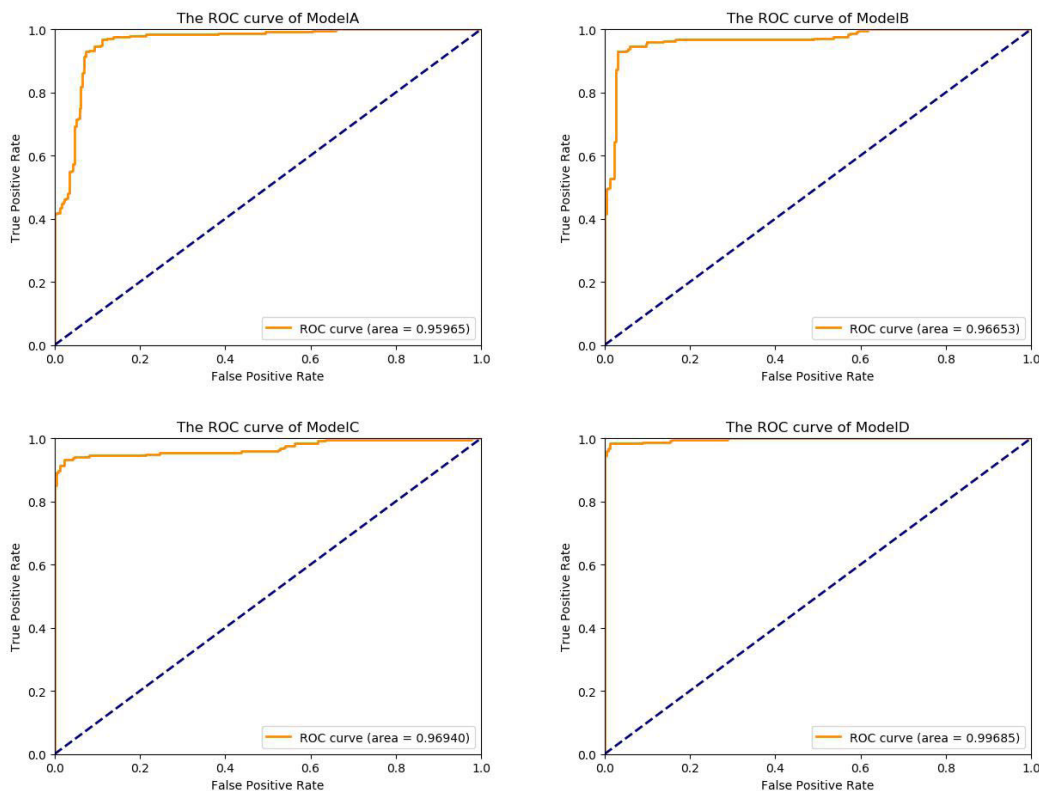 The ROC curve of ModelA
1.0
0.8
0.6
0.4
0.2
0.0
True Positive Rate
ROC curve (area = 0.95965)
0.0 0.2 0.4 0.6 0.8 1.0
False Positive Rate
The ROC curve of ModelB
1.0
0.8
0.6
0.4
0.2
0.0
True Positive Rate
ROC curve (area = 0.96653)
0.0 0.2 0.4 0.6 0.8 1.0
False Positive Rate
The ROC curve of ModelC
1.0
0.8
0.6
0.4
0.2
0.0
True Positive Rate
ROC curve (area = 0.96940)
0.0 0.2 0.4 0.6 0.8 1.0
False Positive Rate
The ROC curve of ModelD
1.0
0.8
0.6
0.4
0.2
0.0
True Positive Rate
ROC curve (area = 0.99685)
0.0 0.2 0.4 0.6 0.8 1.0
False Positive Rate